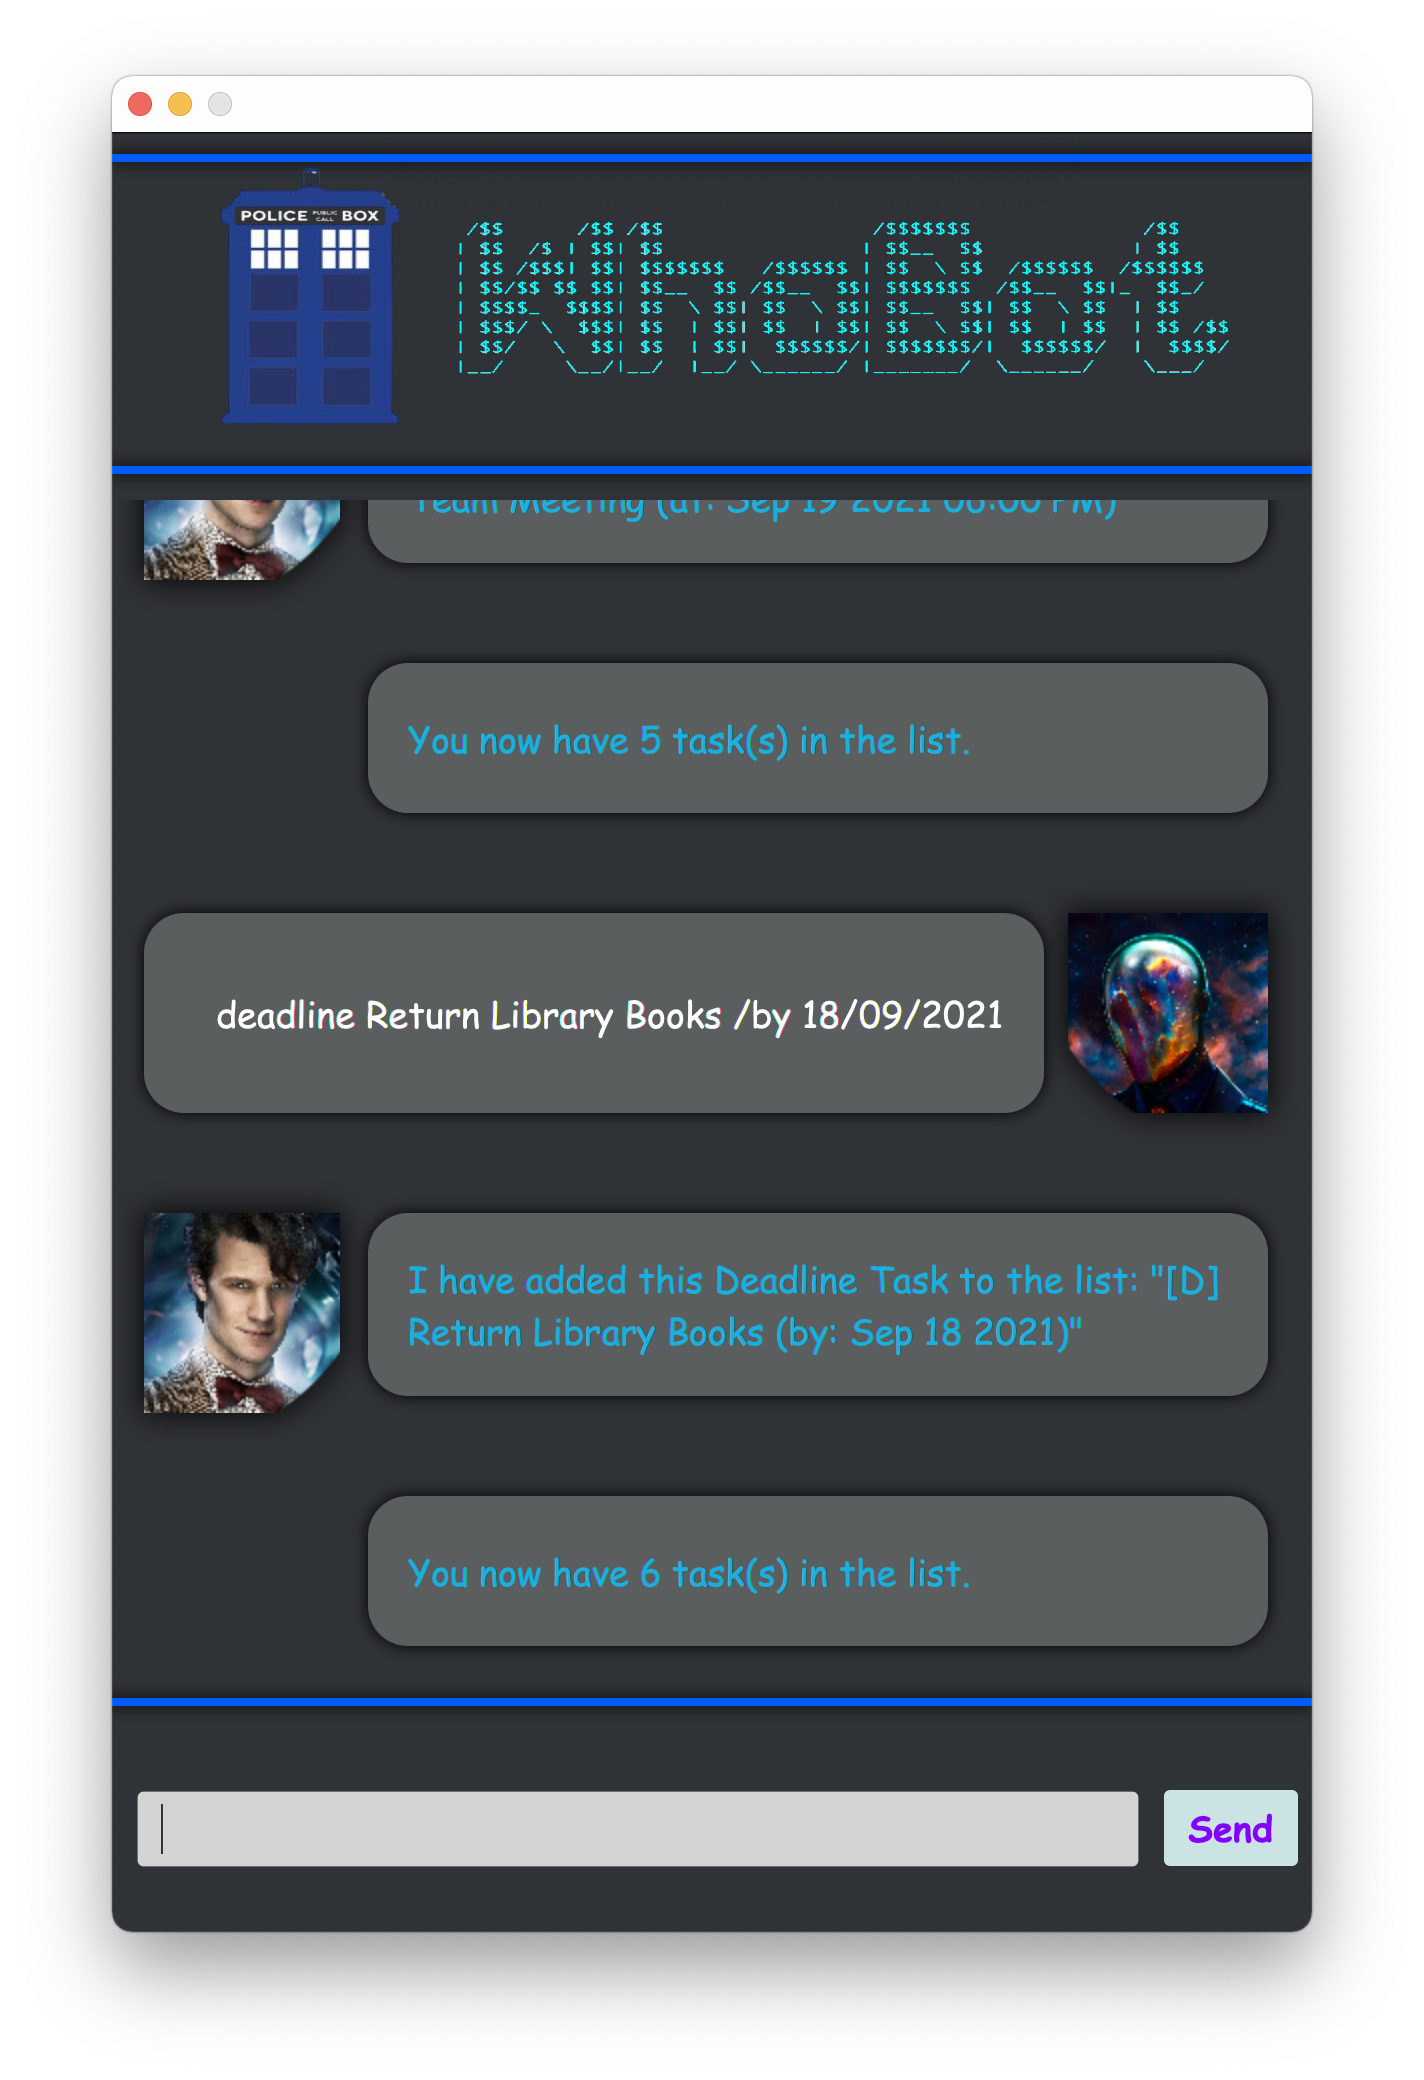 POLICE PUBLIC CALL BOX
WhoBot
Team Meeting (at: Sep 19 2021 06:00 PM)
You now have 5 task(s) in the list.
deadline Return Library Books /by 18/09/2021
I have added this Deadline Task to the list: "[D]
Return Library Books (by: Sep 18 2021)"
You now have 6 task(s) in the list.
Send